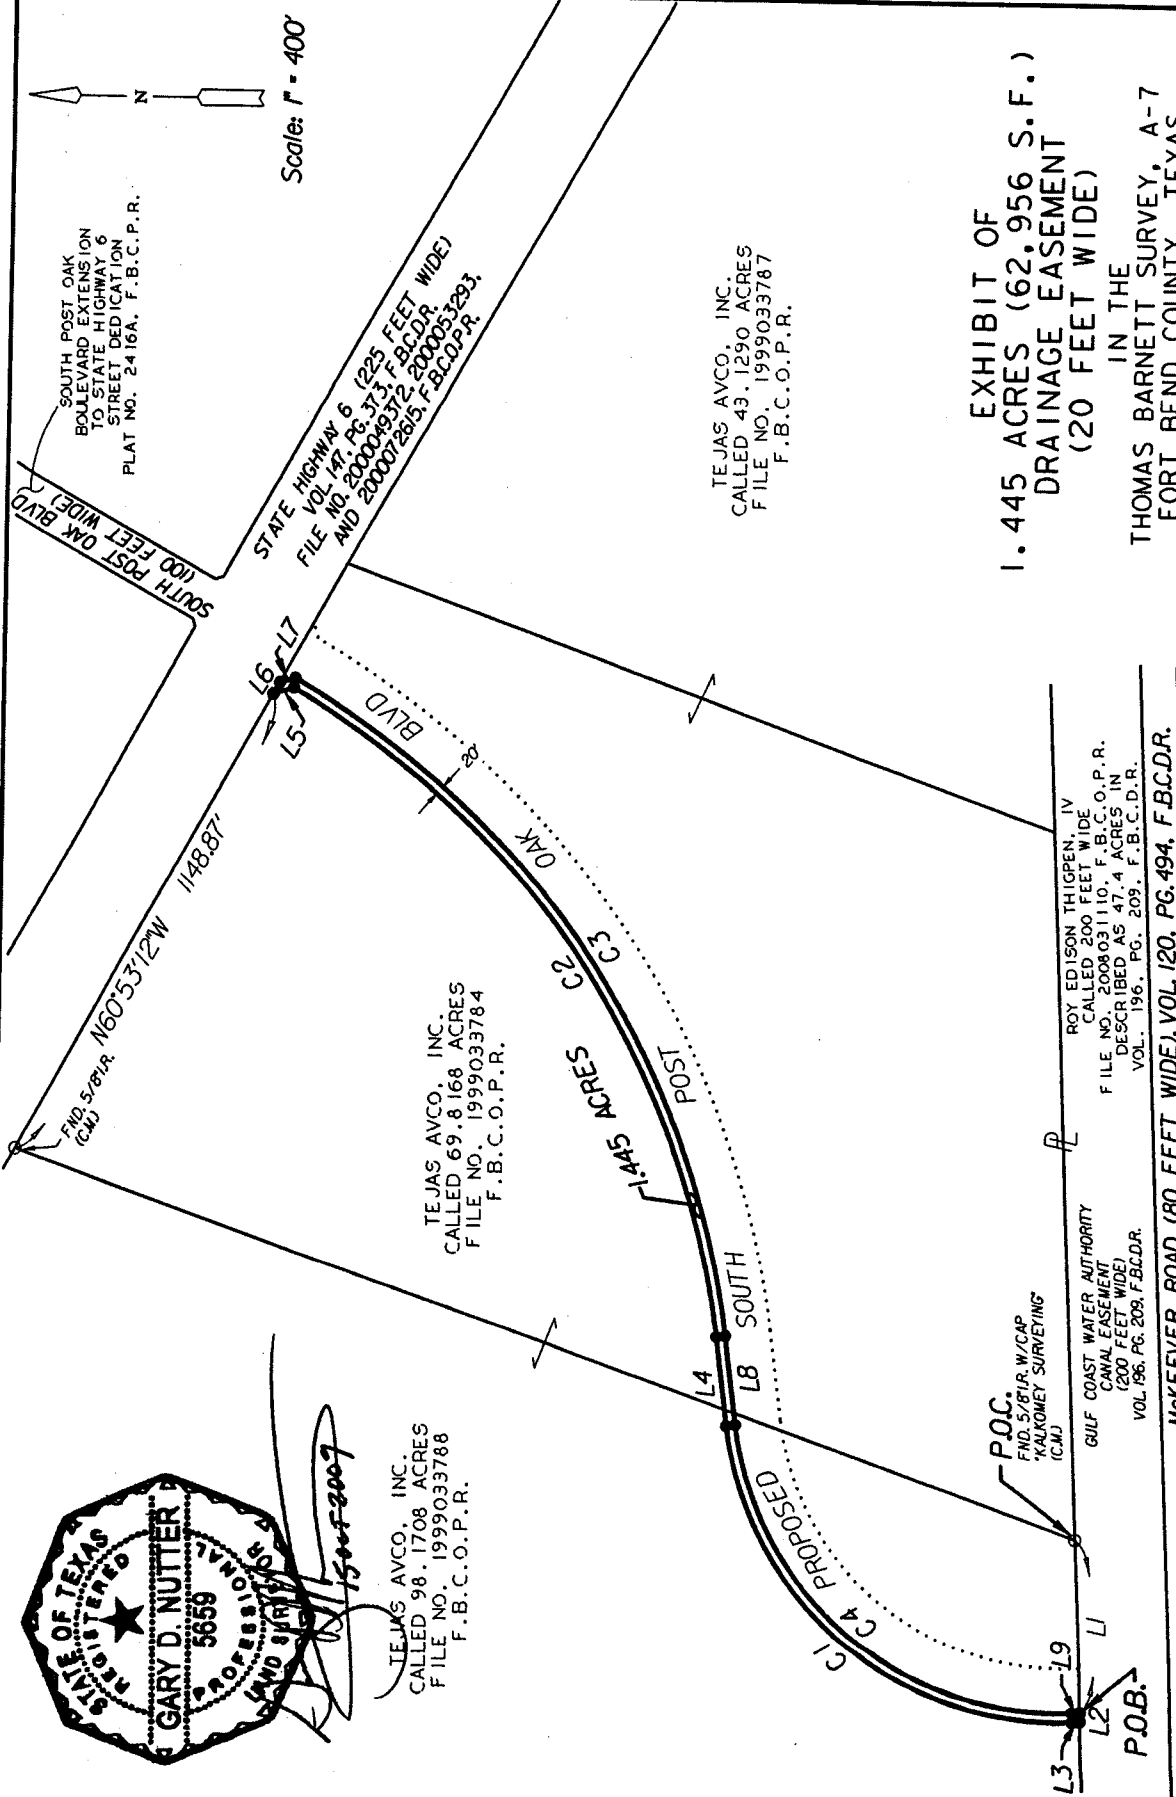 SOUTH POST OAK
BOULEVARD EXTENSION
TO STATE HIGHWAY 6
STREET DEDICATION
PLAT NO. 2416A, F.B.C.P.R.
N
Scale: 1" = 400'
SOUTH POST OAK BLVD
(100 FEET WIDE)
STATE HIGHWAY 6 (225 FEET WIDE)
VOL. 147, PG. 373, F.B.C.D.R.
FILE NO. 2000049372, 2000053293,
AND 2000072615, F.B.C.O.P.R.
FND. 5/8" I.R.
(C.M.)
N60°53'12"W 1148.87'
L6
L7
L5
BLVD
20'
OAK
C2
C3
POST
1.445 ACRES
SOUTH
L4
L8
PROPOSED
C1
C4
TEJAS AVCO, INC.
CALLED 43.1290 ACRES
FILE NO. 1999033787
F.B.C.O.P.R.
TEJAS AVCO, INC.
CALLED 69.8168 ACRES
FILE NO. 1999033784
F.B.C.O.P.R.
TEJAS AVCO, INC.
CALLED 98.1708 ACRES
FILE NO. 1999033788
F.B.C.O.P.R.
STATE OF TEXAS
REGISTERED
GARY D. NUTTER
5659
PROFESSIONAL
LAND SURVEYOR
EXHIBIT OF
1.445 ACRES (62,956 S.F.)
DRAINAGE EASEMENT
(20 FEET WIDE)
IN THE
THOMAS BARNETT SURVEY, A-7
FORT BEND COUNTY, TEXAS
ROY EDISON THIGPEN, IV
CALLED 200 FEET WIDE
FILE NO. 2008031110, F.B.C.O.P.R.
DESCRIBED AS 47.4 ACRES IN
VOL. 196, PG. 209, F.B.C.D.R.
PL
P.O.C.
FND. 5/8" I.R. W/CAP
"KALKOMEY SURVEYING"
(C.M.)
GULF COAST WATER AUTHORITY
CANAL EASEMENT
(200 FEET WIDE)
VOL. 196, PG. 209, F.B.C.D.R.
L9
L1
L3
L2
P.O.B.
McKEEVER ROAD (80 FEET WIDE), VOL. 120, PG. 494, F.B.C.D.R.